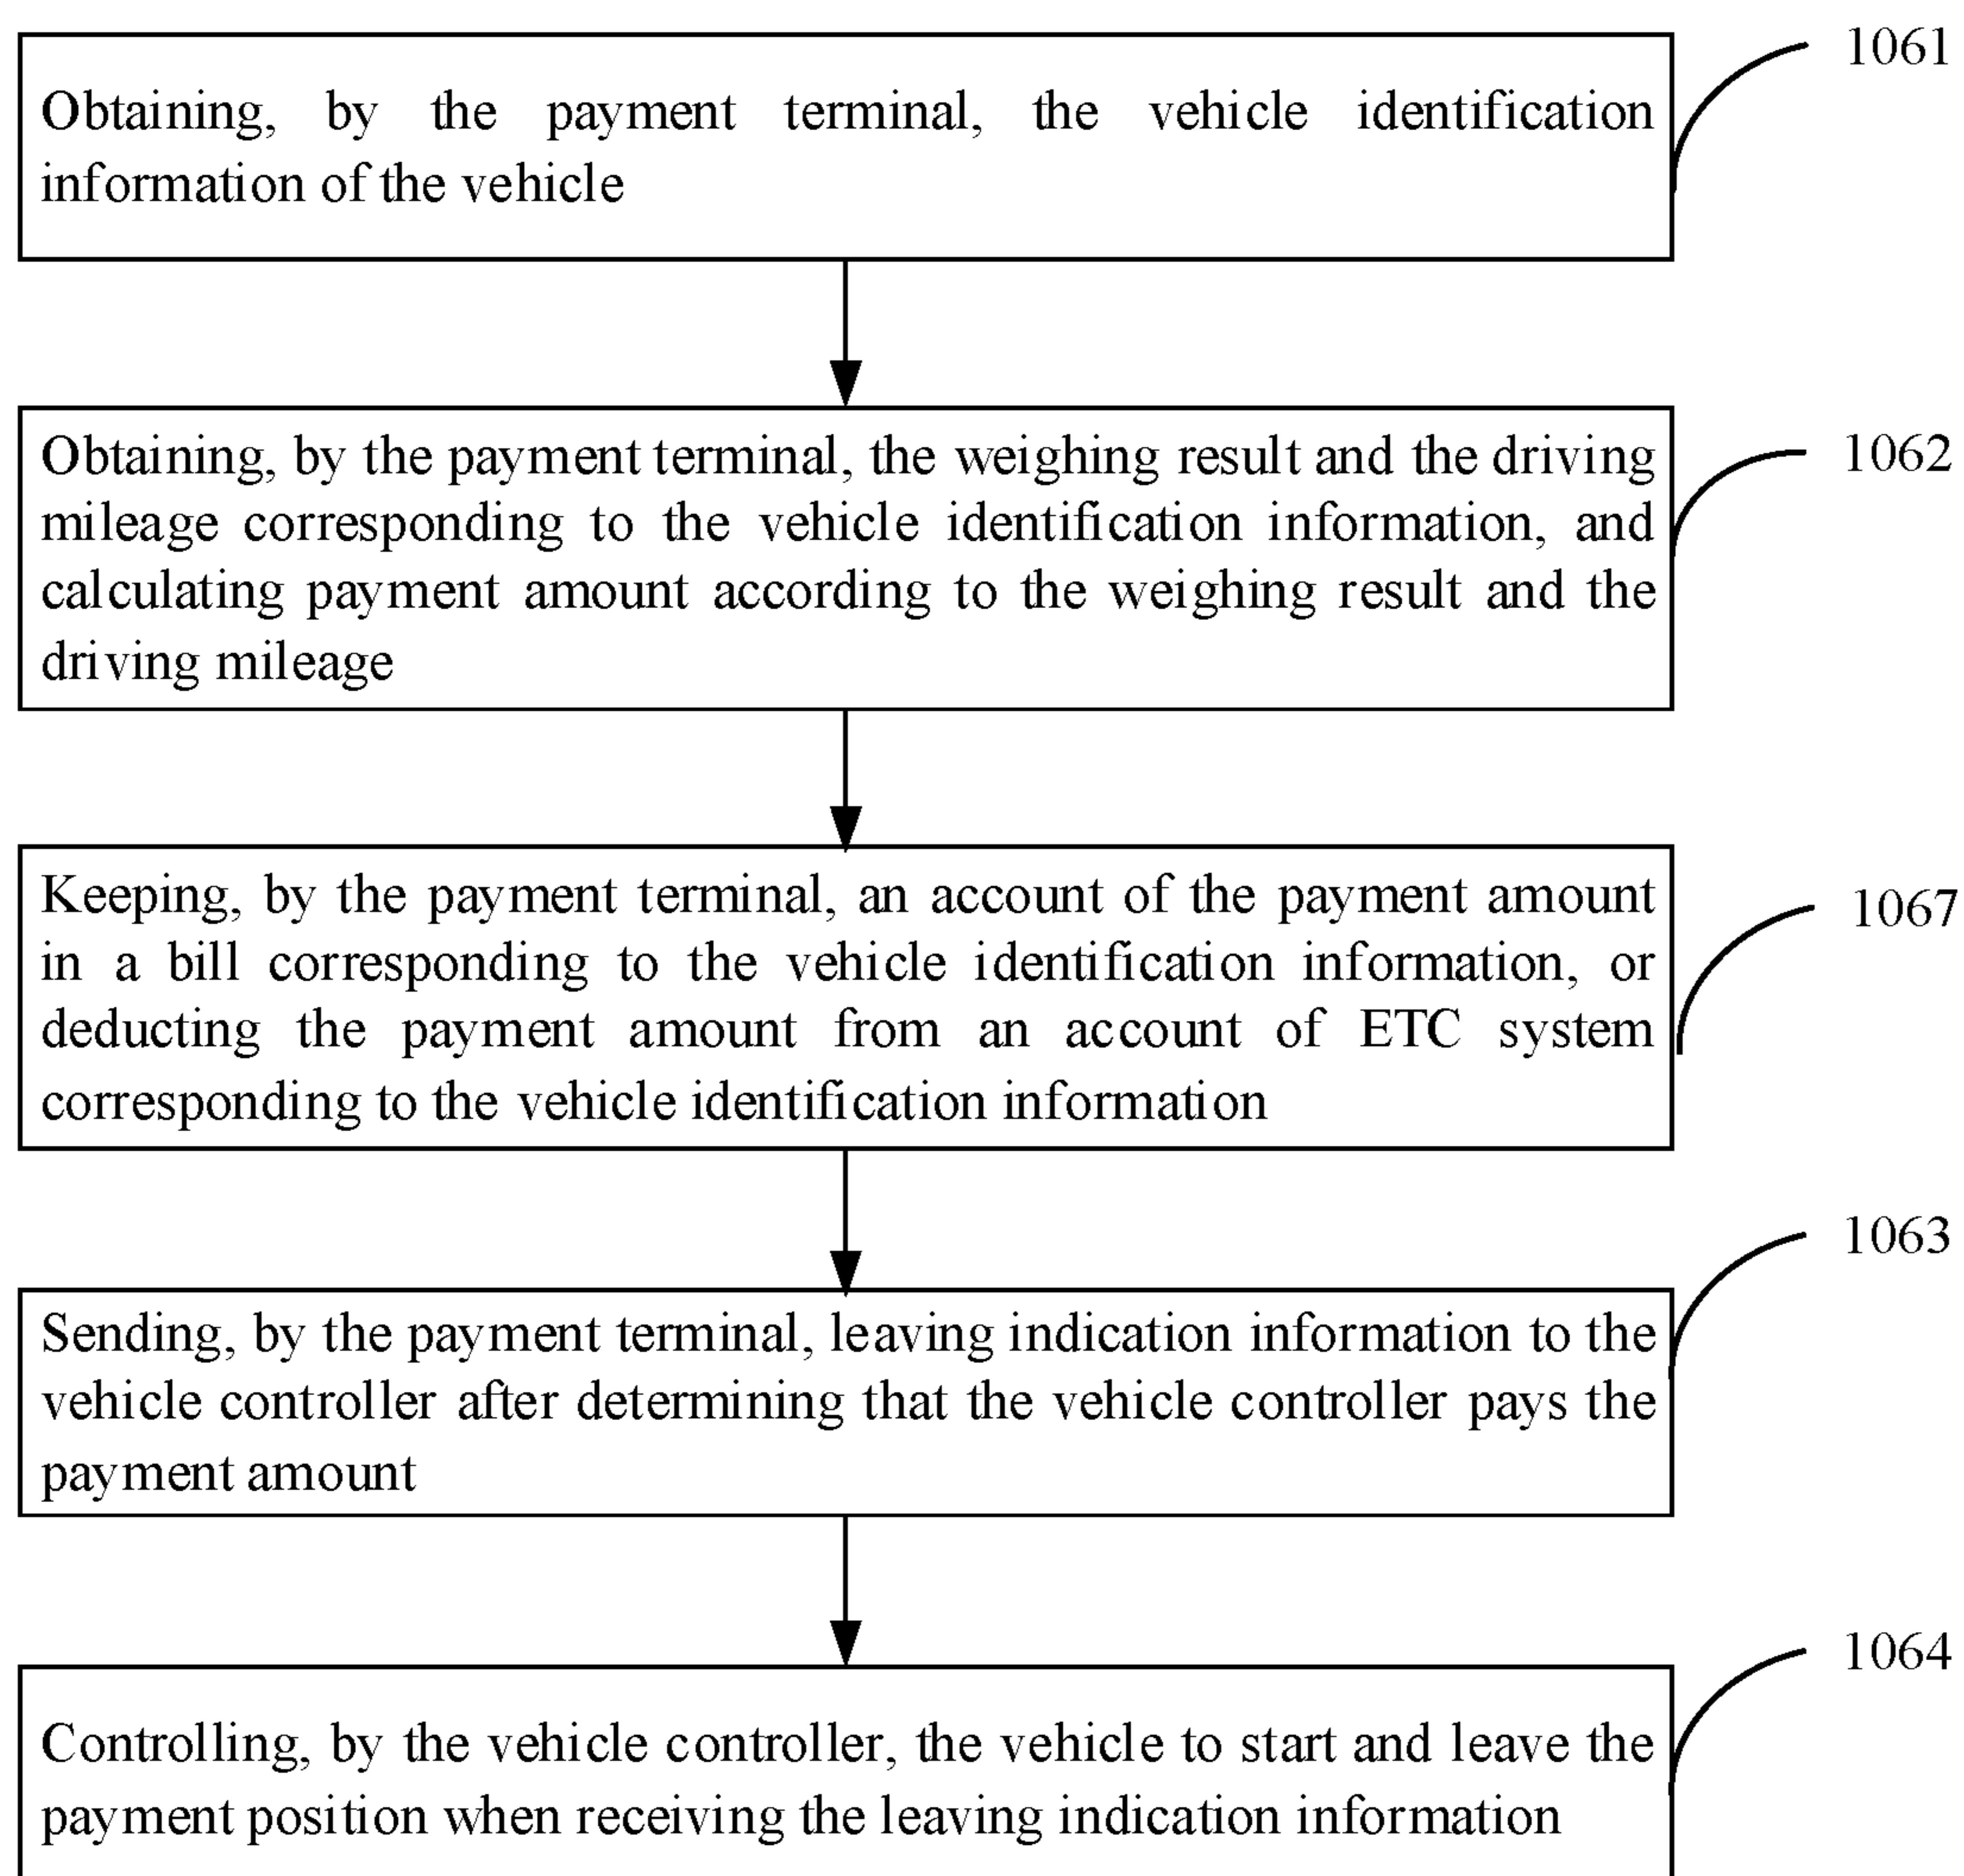 1061
Obtaining, by the payment terminal, the vehicle identification
information of the vehicle
1062
Obtaining, by the payment terminal, the weighing result and the driving
mileage corresponding to the vehicle identification information, and
calculating payment amount according to the weighing result and the
driving mileage
1067
Keeping, by the payment terminal, an account of the payment amount
in a bill corresponding to the vehicle identification information, or
deducting the payment amount from an account of ETC system
corresponding to the vehicle identification information
1063
Sending, by the payment terminal, leaving indication information to the
vehicle controller after determining that the vehicle controller pays the
payment amount
1064
Controlling, by the vehicle controller, the vehicle to start and leave the
payment position when receiving the leaving indication information